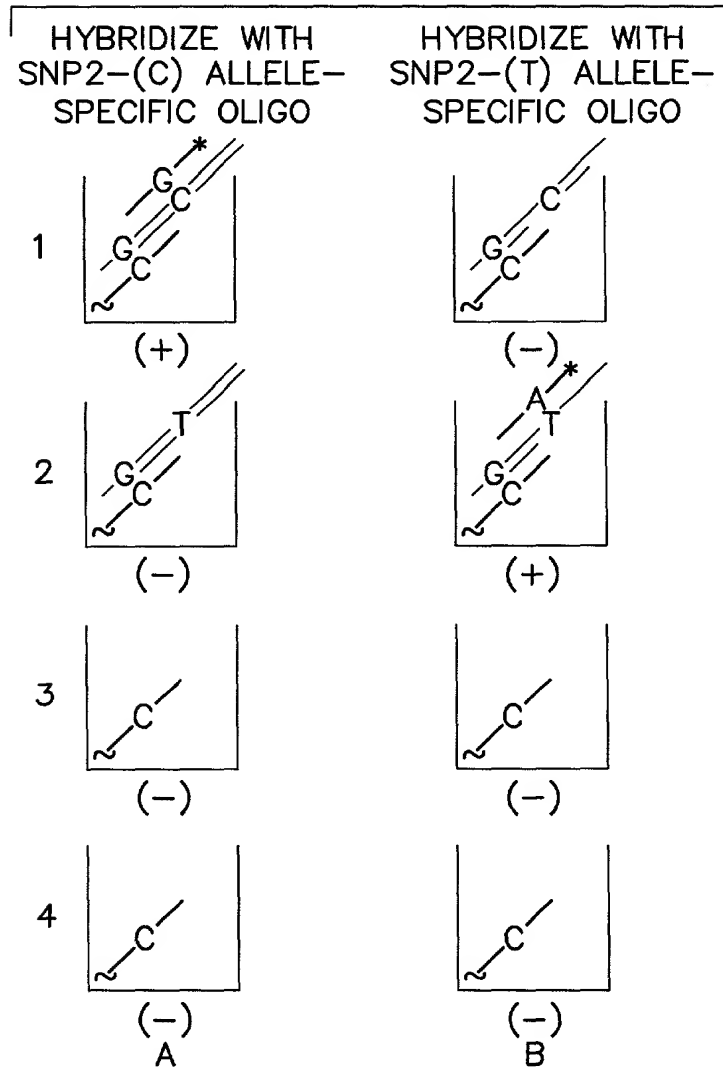 HYBRIDIZE WITH
SNP2-(C) ALLELE-
SPECIFIC OLIGO
HYBRIDIZE WITH
SNP2-(T) ALLELE-
SPECIFIC OLIGO
1
G *
C
G
C
(+)
C
G
C
(-)
2
T
G
C
(-)
A *
T
G
C
(+)
3
C
(-)
C
(-)
4
C
(-)
A
C
(-)
B